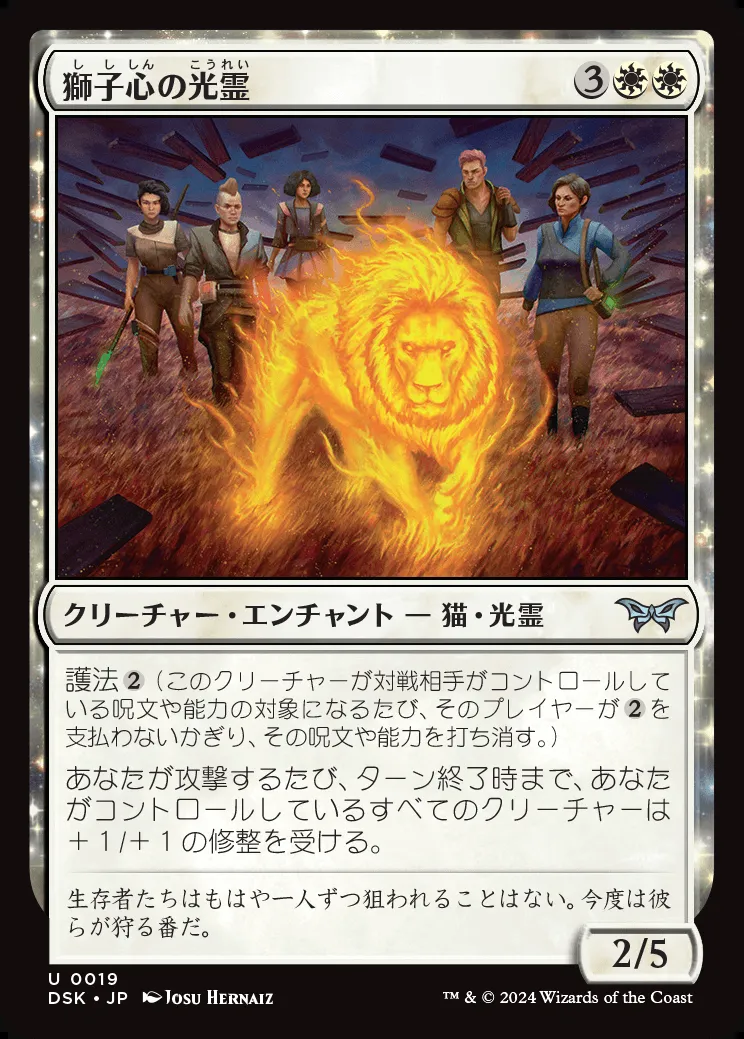 獅子心の光霊
ししし​ん こうれい
3
クリーチャー・エンチャント — 猫・光霊
護法2（このクリーチャーが対戦相手がコントロールして
いる呪文や能力の対象になるたび、そのプレイヤーが2を
支払わないかぎり、その呪文や能力を打ち消す。）
あなたが攻撃するたび、ターン終了時まで、あなた
がコントロールしているすべてのクリーチャーは
＋１/＋１の修整を受ける。
生存者たちはもはや一人ずつ狙われることはない。今度は彼
らが狩る番だ。
2/5
U 0019
DSK • JP Josu Hernaiz
™ & © 2024 Wizards of the Coast